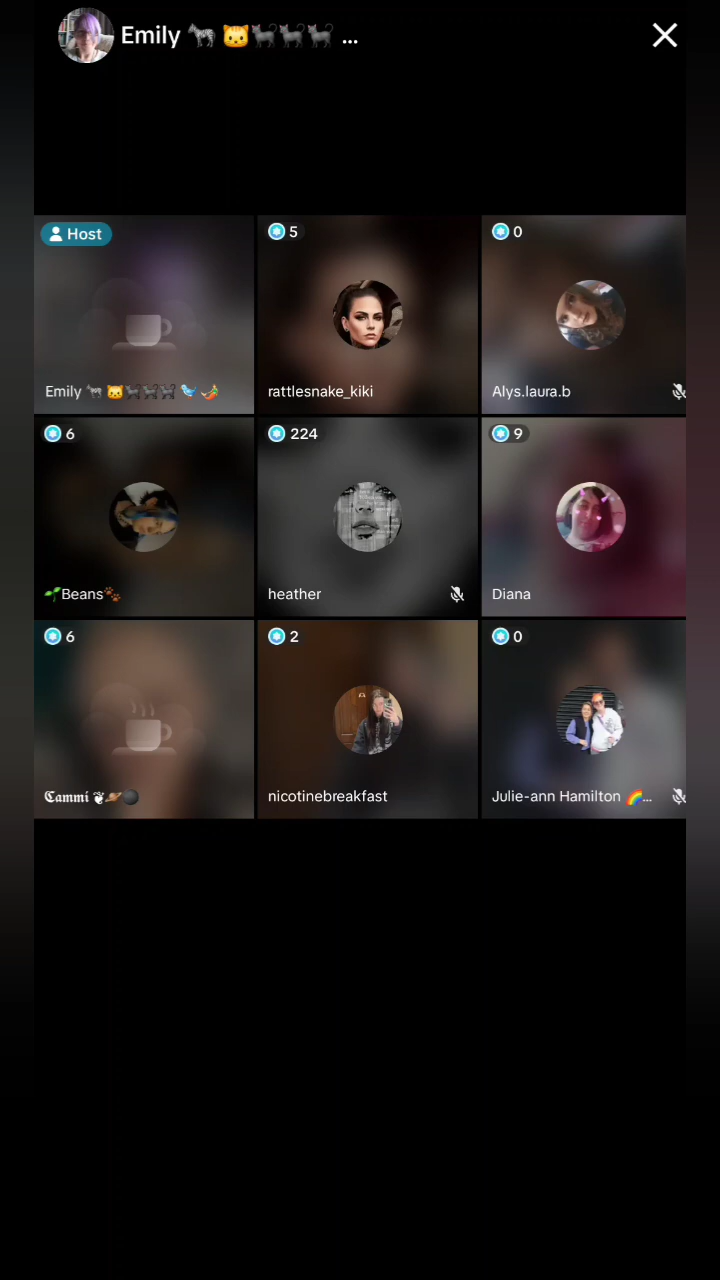 Emily 🦓 🐱🐈‍⬛🐈‍⬛🐈‍⬛ ...
Host
5
0
Emily 🦓 🐱🐈‍⬛🐈‍⬛🐈‍⬛ 🐦 🧜‍♀️
rattlesnake_kiki
Alys.laura.b
6
224
9
🌱Beans🐾
heather
Diana
6
2
0
𝕮𝖆𝖒𝖒𝖎 ❦🪐🌑
nicotinebreakfast
Julie-ann Hamilton 🌈...